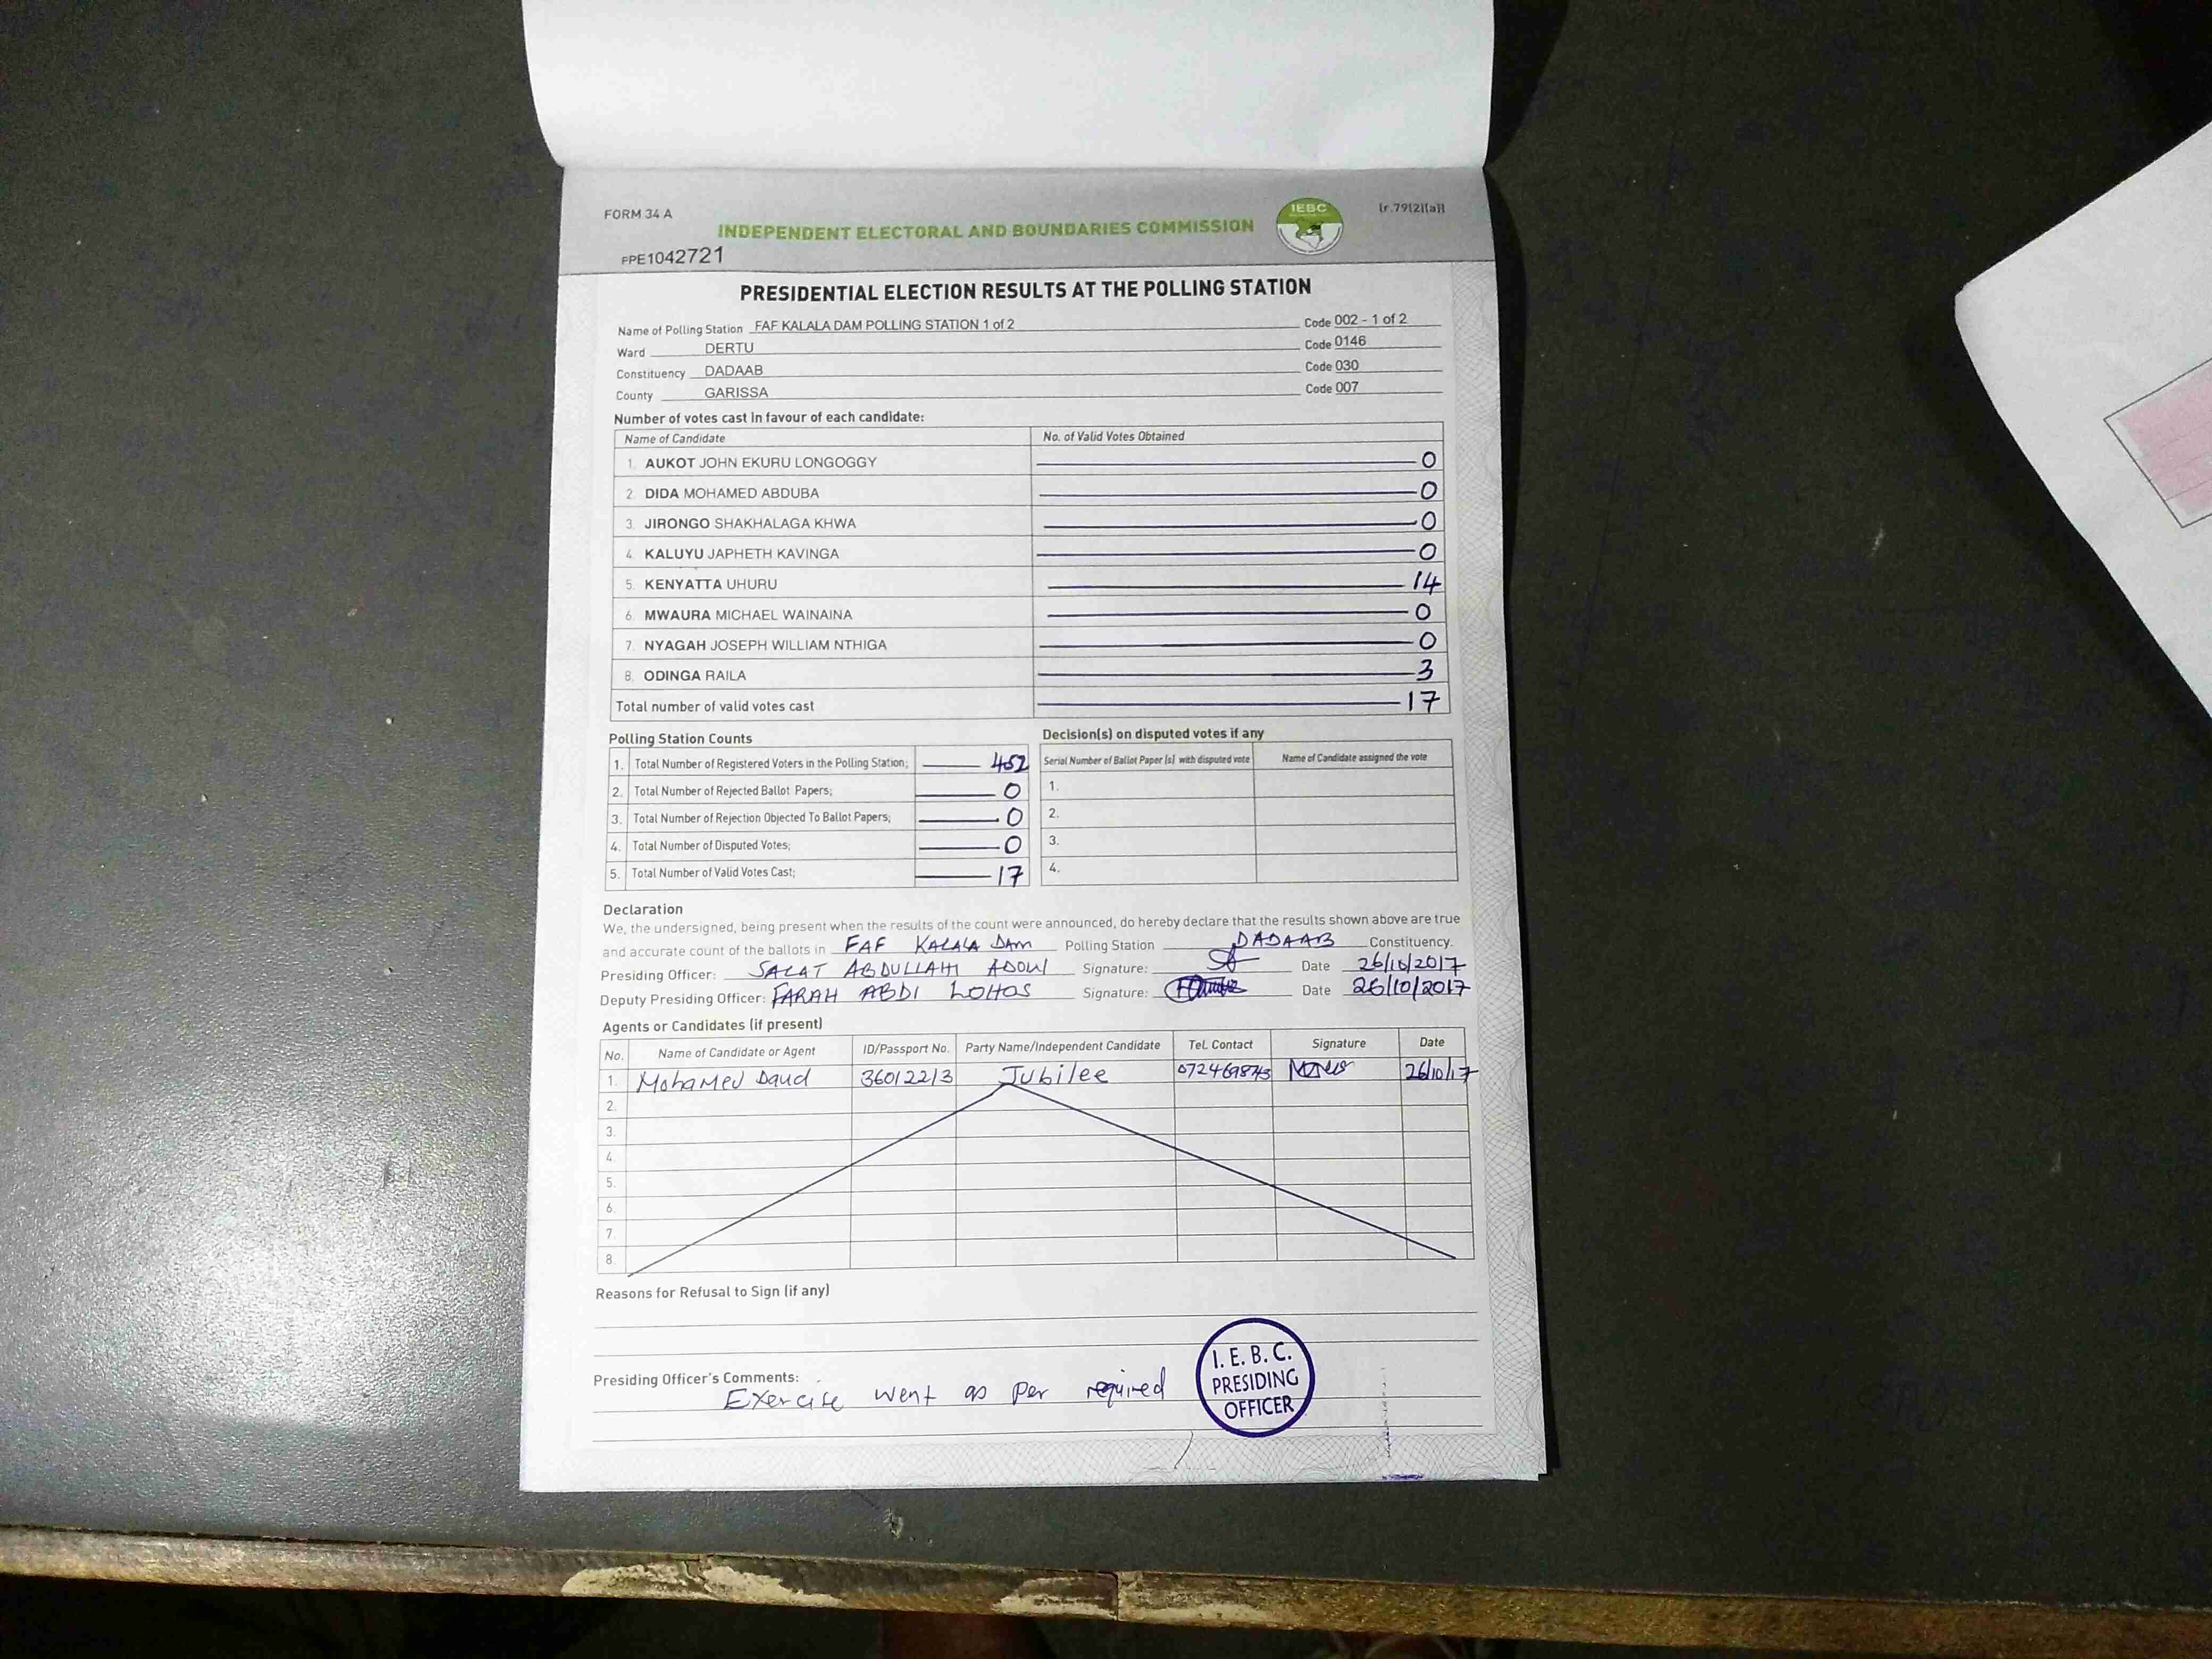 FORM 34 A
[r.79(2)(a)]
INDEPENDENT ELECTORAL AND BOUNDARIES COMMISSION
IEBC
PPE1042721
PRESIDENTIAL ELECTION RESULTS AT THE POLLING STATION
Name of Polling Station FAF KALALA DAM POLLING STATION 1 of 2 Code 002 - 1 of 2
Ward DERTU Code 0146
Constituency DADAAB Code 030
County GARISSA Code 007
Number of votes cast in favour of each candidate:
Name of Candidate No. of Valid Votes Obtained
1. AUKOT JOHN EKURU LONGOGGY 0
2. DIDA MOHAMED ABDUBA 0
3. JIRONGO SHAKHALAGA KHWA 0
4. KALUYU JAPHETH KAVINGA 0
5. KENYATTA UHURU 14
6. MWAURA MICHAEL WAINAINA 0
7. NYAGAH JOSEPH WILLIAM NTHIGA 0
8. ODINGA RAILA 3
Total number of valid votes cast 17
Polling Station Counts
1. Total Number of Registered Voters in the Polling Station; 452
2. Total Number of Rejected Ballot Papers; 0
3. Total Number of Rejection Objected To Ballot Papers; 0
4. Total Number of Disputed Votes; 0
5. Total Number of Valid Votes Cast; 17
Decision(s) on disputed votes if any
Serial Number of Ballot Paper (s) with disputed vote Name of Candidate assigned the vote
1.
2.
3.
4.
Declaration
We, the undersigned, being present when the results of the count were announced, do hereby declare that the results shown above are true
and accurate count of the ballots in FAF KALALA DAM Polling Station DADAAB Constituency.
Presiding Officer: SALAT ABDULLAHI Signature: Date 26/10/2017
Deputy Presiding Officer: FARAH ABDI LOHOS Signature: Date 26/10/2017
Agents or Candidates (if present)
No. Name of Candidate or Agent ID/Passport No. Party Name/Independent Candidate Tel. Contact Signature Date
1. Mohamed Daud 36012213 Jubilee 26/10/17
2.
3.
4.
5.
6.
7.
8.
Reasons for Refusal to Sign (if any)
Presiding Officer's Comments:
Exercise went as per required
I. E. B. C.
PRESIDING
OFFICER